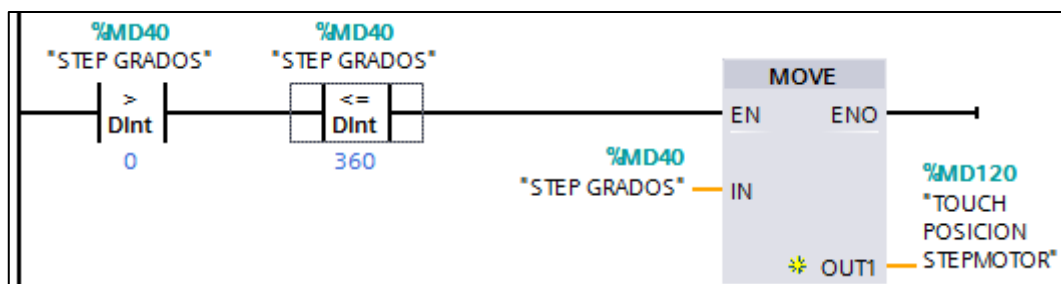 %MD40
"STEP GRADOS"
>
DInt
0
%MD40
"STEP GRADOS"
<=
DInt
360
MOVE
EN
ENO
%MD40
"STEP GRADOS"
IN
OUT1
%MD120
"TOUCH
POSICION
STEPMOTOR"